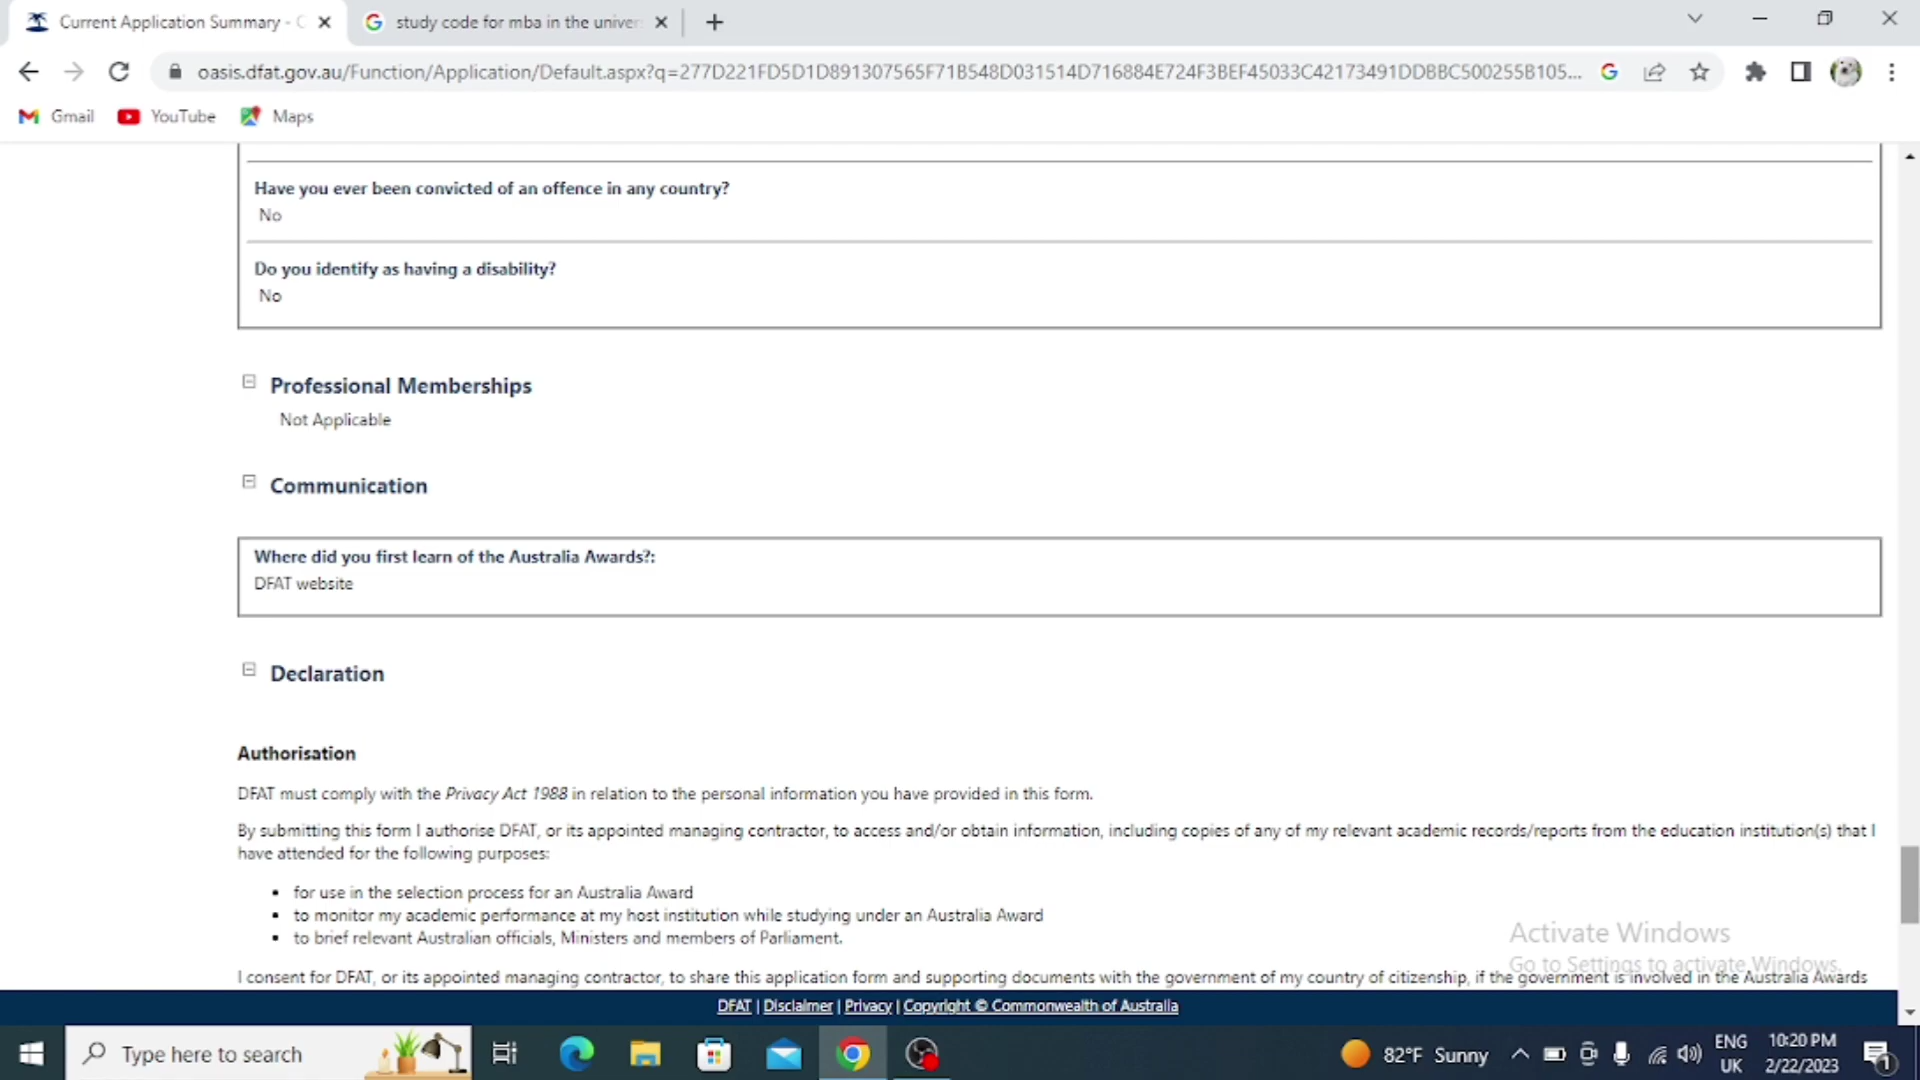 Current Application Summary - 
study code for mba in the univer
oasis.dfat.gov.au/Function/Application/Default.aspx?q=277D221FD5D1D891307565F71B548D031514D716884E724F3BEF45033C42173491DDBBC500255B105...
Gmail
YouTube
Maps
Have you ever been convicted of an offence in any country?
No
Do you identify as having a disability?
No
Professional Memberships
Not Applicable
Communication
Where did you first learn of the Australia Awards?:
DFAT website
Declaration
Authorisation
DFAT must comply with the Privacy Act 1988 in relation to the personal information you have provided in this form.
By submitting this form I authorise DFAT, or its appointed managing contractor, to access and/or obtain information, including copies of any of my relevant academic records/reports from the education institution(s) that I
have attended for the following purposes:
• for use in the selection process for an Australia Award
• to monitor my academic performance at my host institution while studying under an Australia Award
• to brief relevant Australian officials, Ministers and members of Parliament.
Activate Windows
Go to Settings to activate Windows.
I consent for DFAT, or its appointed managing contractor, to share this application form and supporting documents with the government of my country of citizenship, if the government is involved in the Australia Awards
DFAT | Disclaimer | Privacy | Copyright © Commonwealth of Australia
Type here to search
82°F Sunny
ENG
UK
10:20 PM
2/22/2023
1